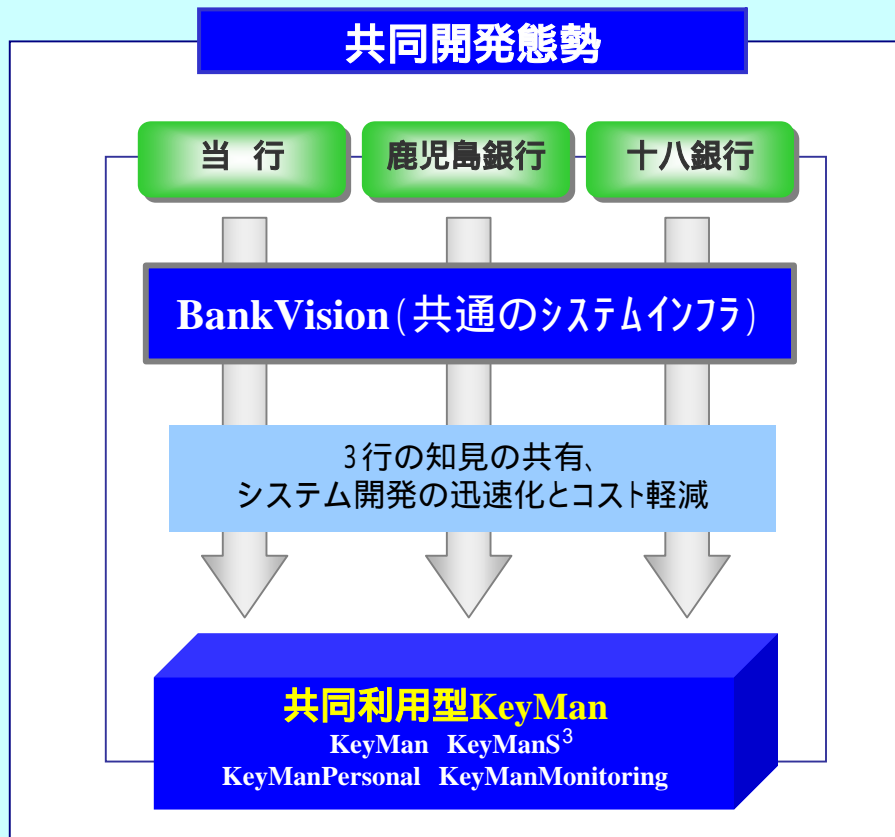 共同開発態勢
当 行
鹿児島銀行
十八銀行
BankVision(共通のシステムインフラ)
3行の知見の共有、
システム開発の迅速化とコスト軽減
共同利用型KeyMan
KeyMan KeyManS³
KeyManPersonal KeyManMonitoring